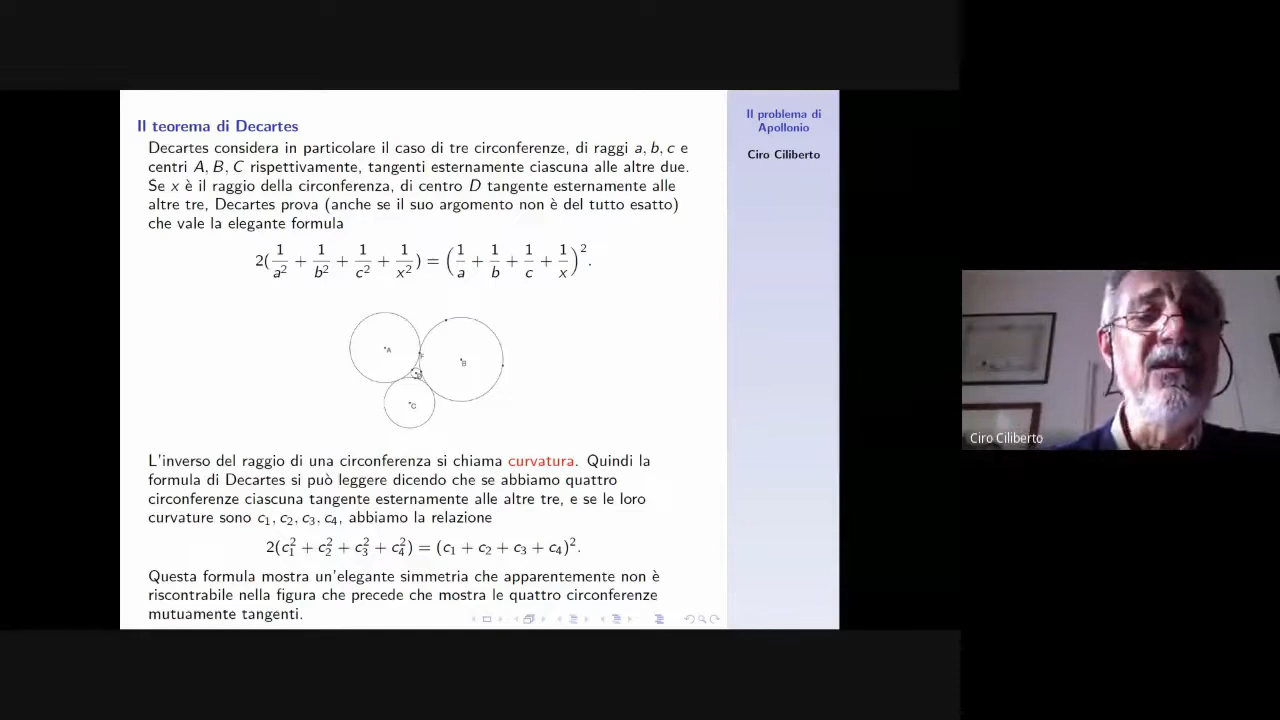 Il teorema di Decartes
Decartes considera in particolare il caso di tre circonferenze, di raggi a, b, c e
centri A, B, C rispettivamente, tangenti esternamente ciascuna alle altre due.
Se x è il raggio della circonferenza, di centro D tangente esternamente alle
altre tre, Decartes prova (anche se il suo argomento non è del tutto esatto)
che vale la elegante formula
2(1/a² + 1/b² + 1/c² + 1/x²) = (1/a + 1/b + 1/c + 1/x)².
A
B
C
L'inverso del raggio di una circonferenza si chiama curvatura. Quindi la
formula di Decartes si può leggere dicendo che se abbiamo quattro
circonferenze ciascuna tangente esternamente alle altre tre, e se le loro
curvature sono c₁, c₂, c₃, c₄, abbiamo la relazione
2(c₁² + c₂² + c₃² + c₄²) = (c₁ + c₂ + c₃ + c₄)².
Questa formula mostra un'elegante simmetria che apparentemente non è
riscontrabile nella figura che precede che mostra le quattro circonferenze
mutuamente tangenti.
Il problema di
Apollonio
Ciro Ciliberto
Ciro Ciliberto